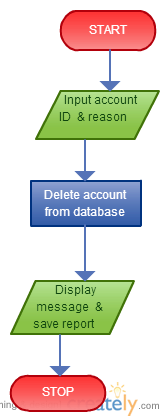 START
Input account
ID & reason
Delete account
from database
Display
message &
save report
STOP